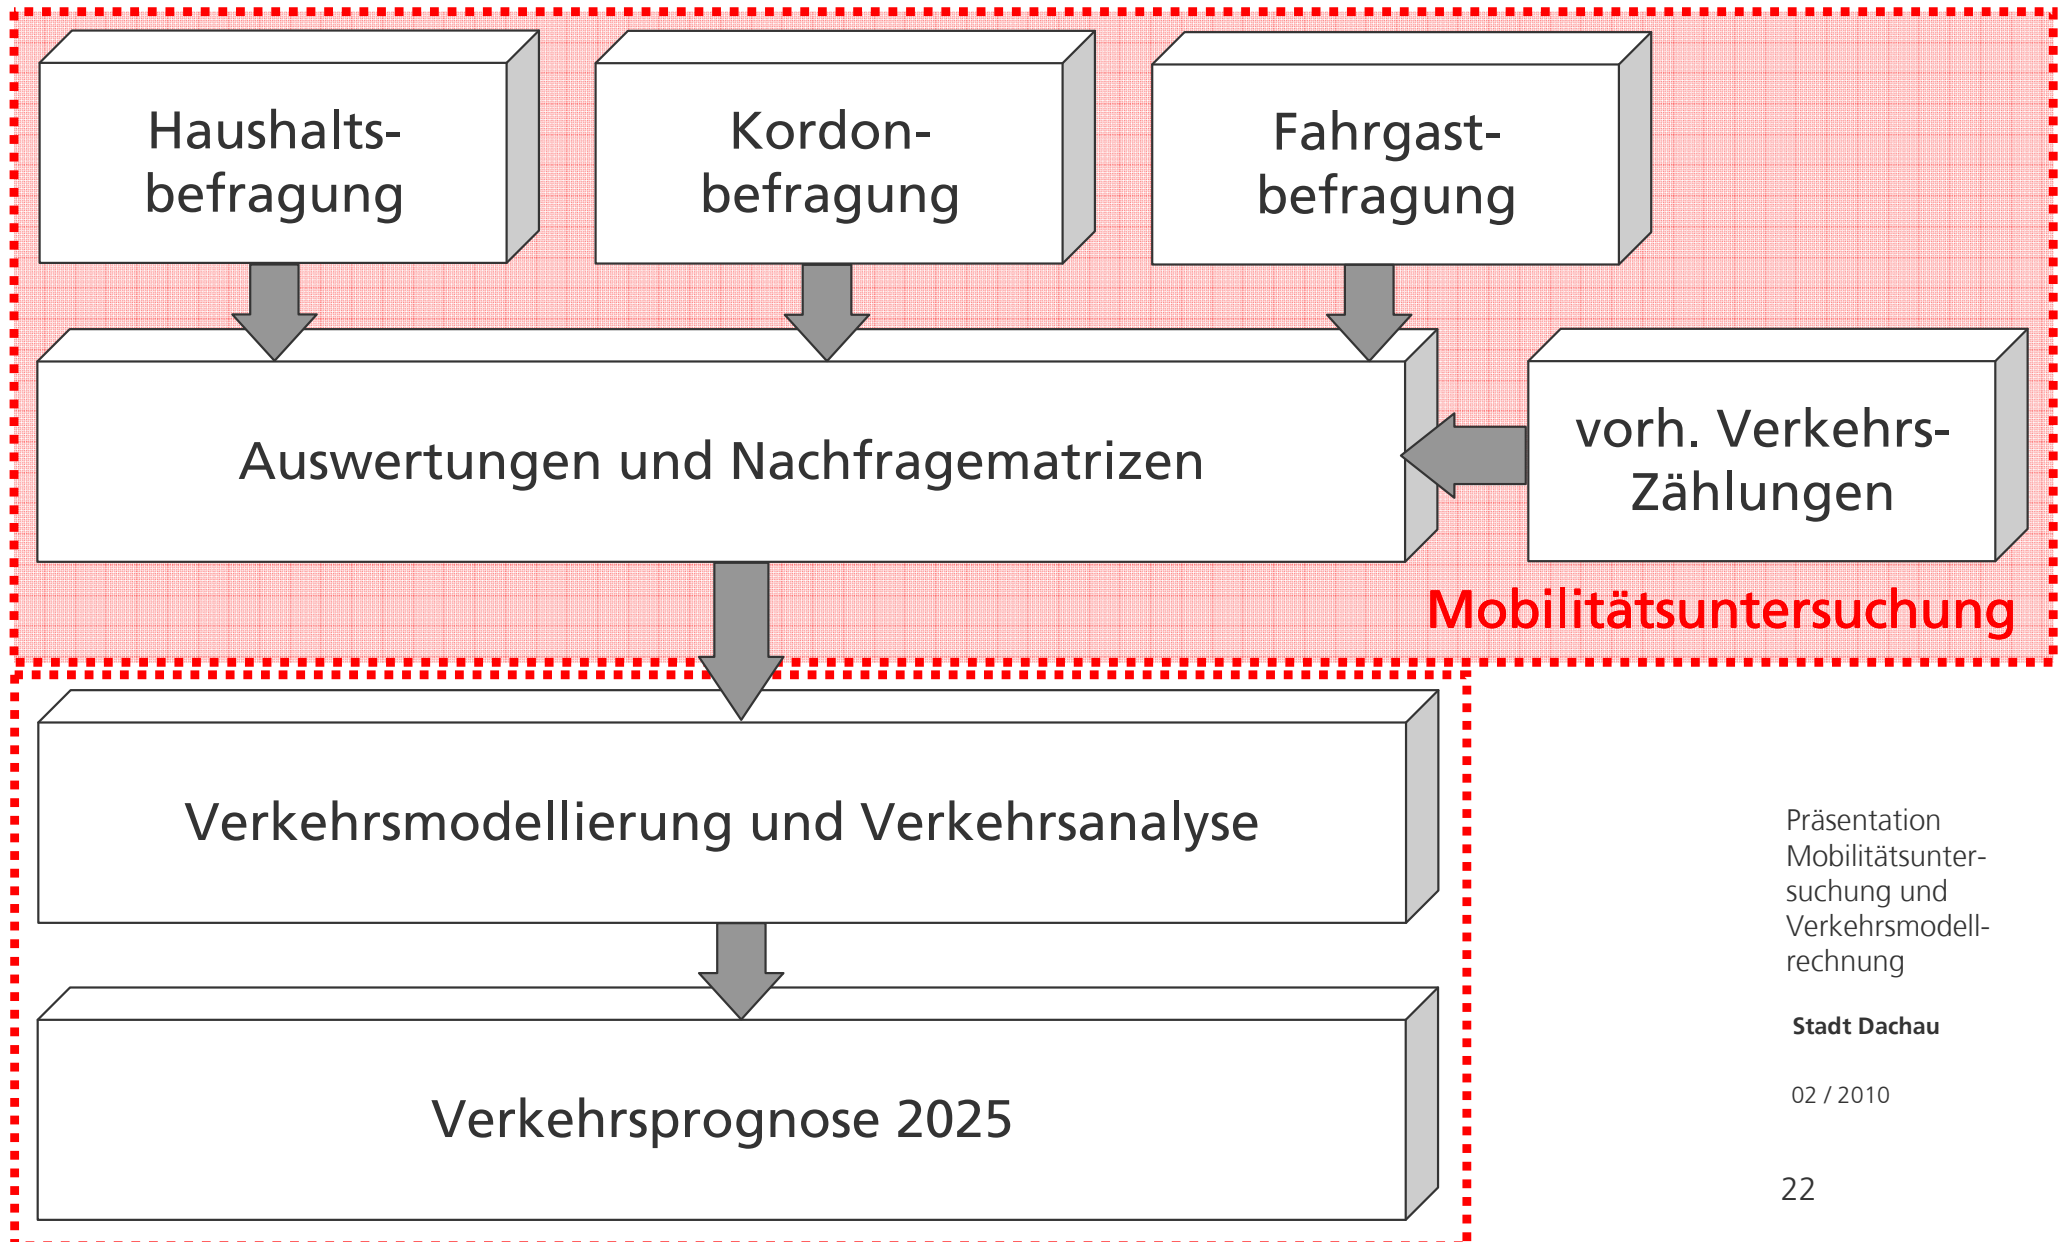 Haushalts-
befragung
Kordon-
befragung
Fahrgast-
befragung
Auswertungen und Nachfragematrizen
vorh. Verkehrs-
Zählungen
Mobilitätsuntersuchung
Verkehrsmodellierung und Verkehrsanalyse
Verkehrsprognose 2025
Präsentation
Mobilitätsunter-
suchung und
Verkehrsmodell-
rechnung
Stadt Dachau
02 / 2010
22